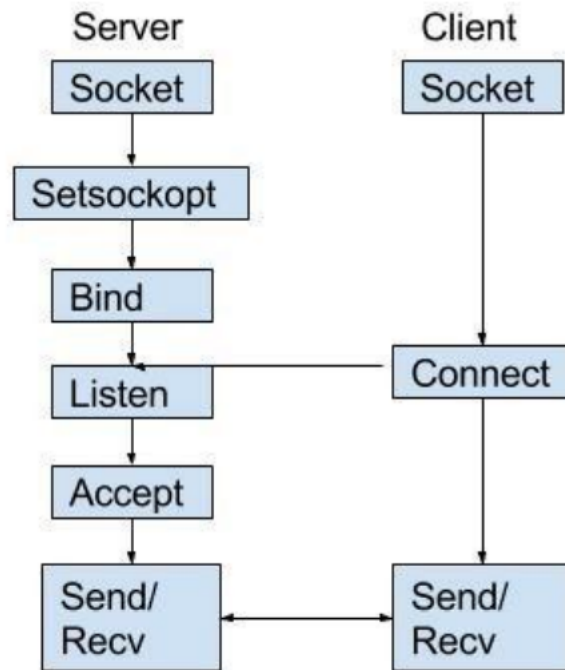 Server
Client
Socket
Socket
Setsockopt
Bind
Listen
Connect
Accept
Send/
Recv
Send/
Recv